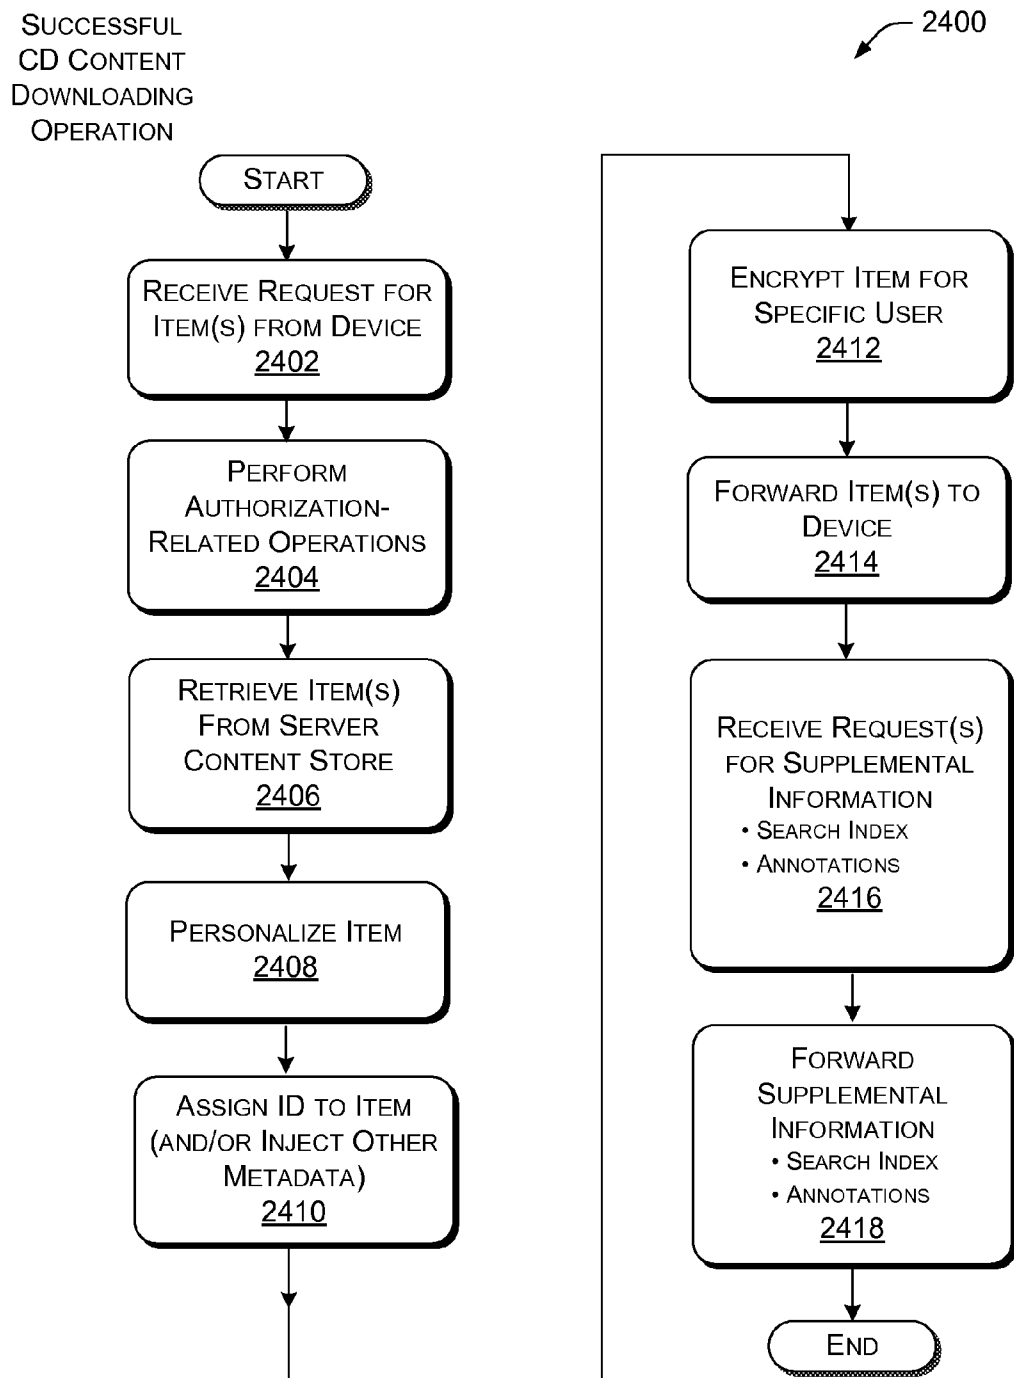 SUCCESSFUL
CD CONTENT
DOWNLOADING
OPERATION
2400
START
RECEIVE REQUEST FOR
ITEM(S) FROM DEVICE
2402
PERFORM
AUTHORIZATION-
RELATED OPERATIONS
2404
RETRIEVE ITEM(S)
FROM SERVER
CONTENT STORE
2406
PERSONALIZE ITEM
2408
ASSIGN ID TO ITEM
(AND/OR INJECT OTHER
METADATA)
2410
ENCRYPT ITEM FOR
SPECIFIC USER
2412
FORWARD ITEM(S) TO
DEVICE
2414
RECEIVE REQUEST(S)
FOR SUPPLEMENTAL
INFORMATION
• SEARCH INDEX
• ANNOTATIONS
2416
FORWARD
SUPPLEMENTAL
INFORMATION
• SEARCH INDEX
• ANNOTATIONS
2418
END